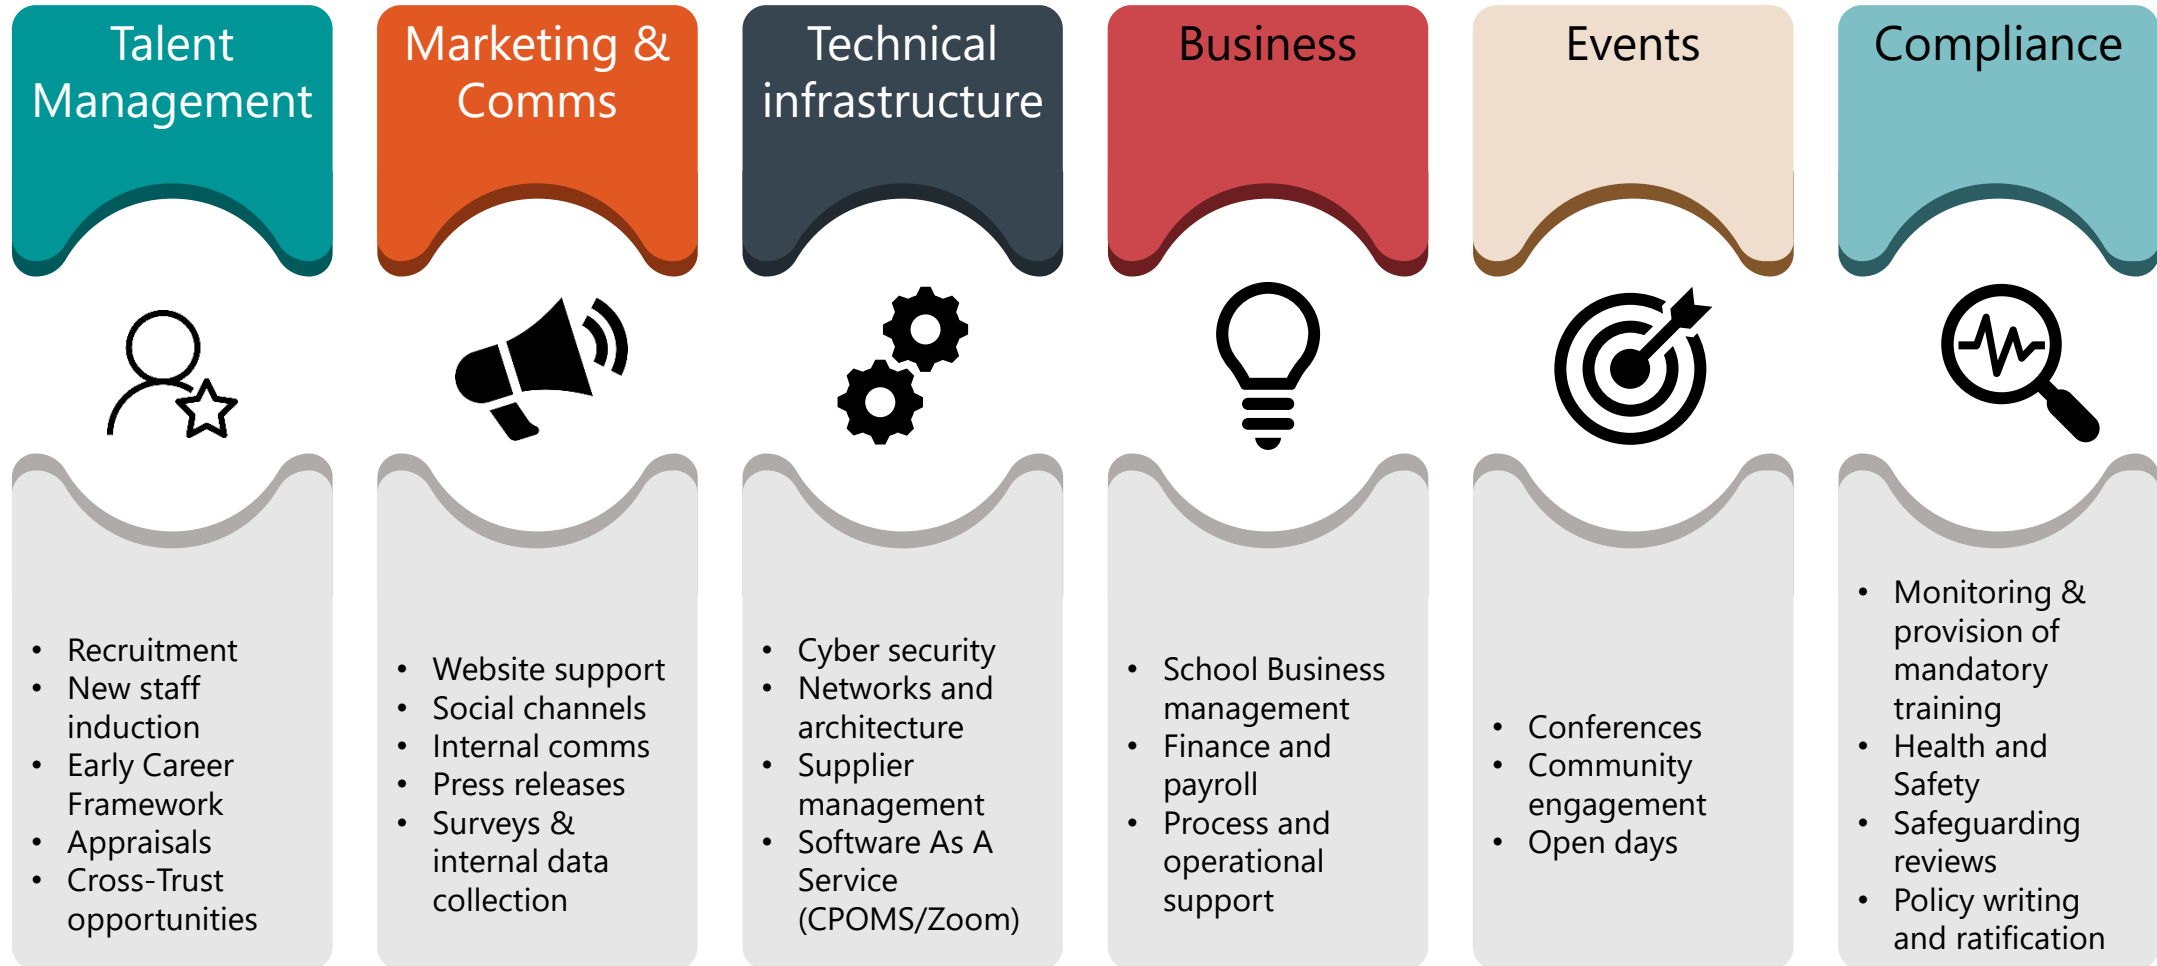 Talent
Management
Marketing &
Comms
Technical
infrastructure
Business
Events
Compliance
• Recruitment
• New staff
induction
• Early Career
Framework
• Appraisals
• Cross-Trust
opportunities
• Website support
• Social channels
• Internal comms
• Press releases
• Surveys &
internal data
collection
• Cyber security
• Networks and
architecture
• Supplier
management
• Software As A
Service
(CPOMS/Zoom)
• School Business
management
• Finance and
payroll
• Process and
operational
support
• Conferences
• Community
engagement
• Open days
• Monitoring &
provision of
mandatory
training
• Health and
Safety
• Safeguarding
reviews
• Policy writing
and ratification